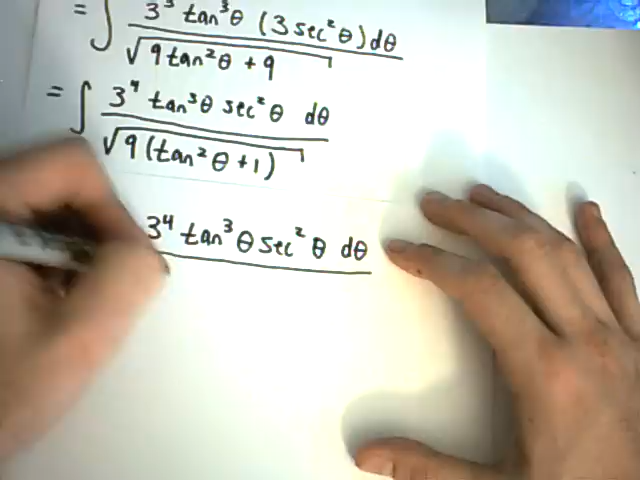 = ∫ 3³ tan³θ (3 sec²θ) dθ
√9 tan²θ + 9
= ∫ 3⁴ tan³θ sec²θ dθ
√9 (tan²θ + 1)
3⁴ tan³θ sec²θ dθ